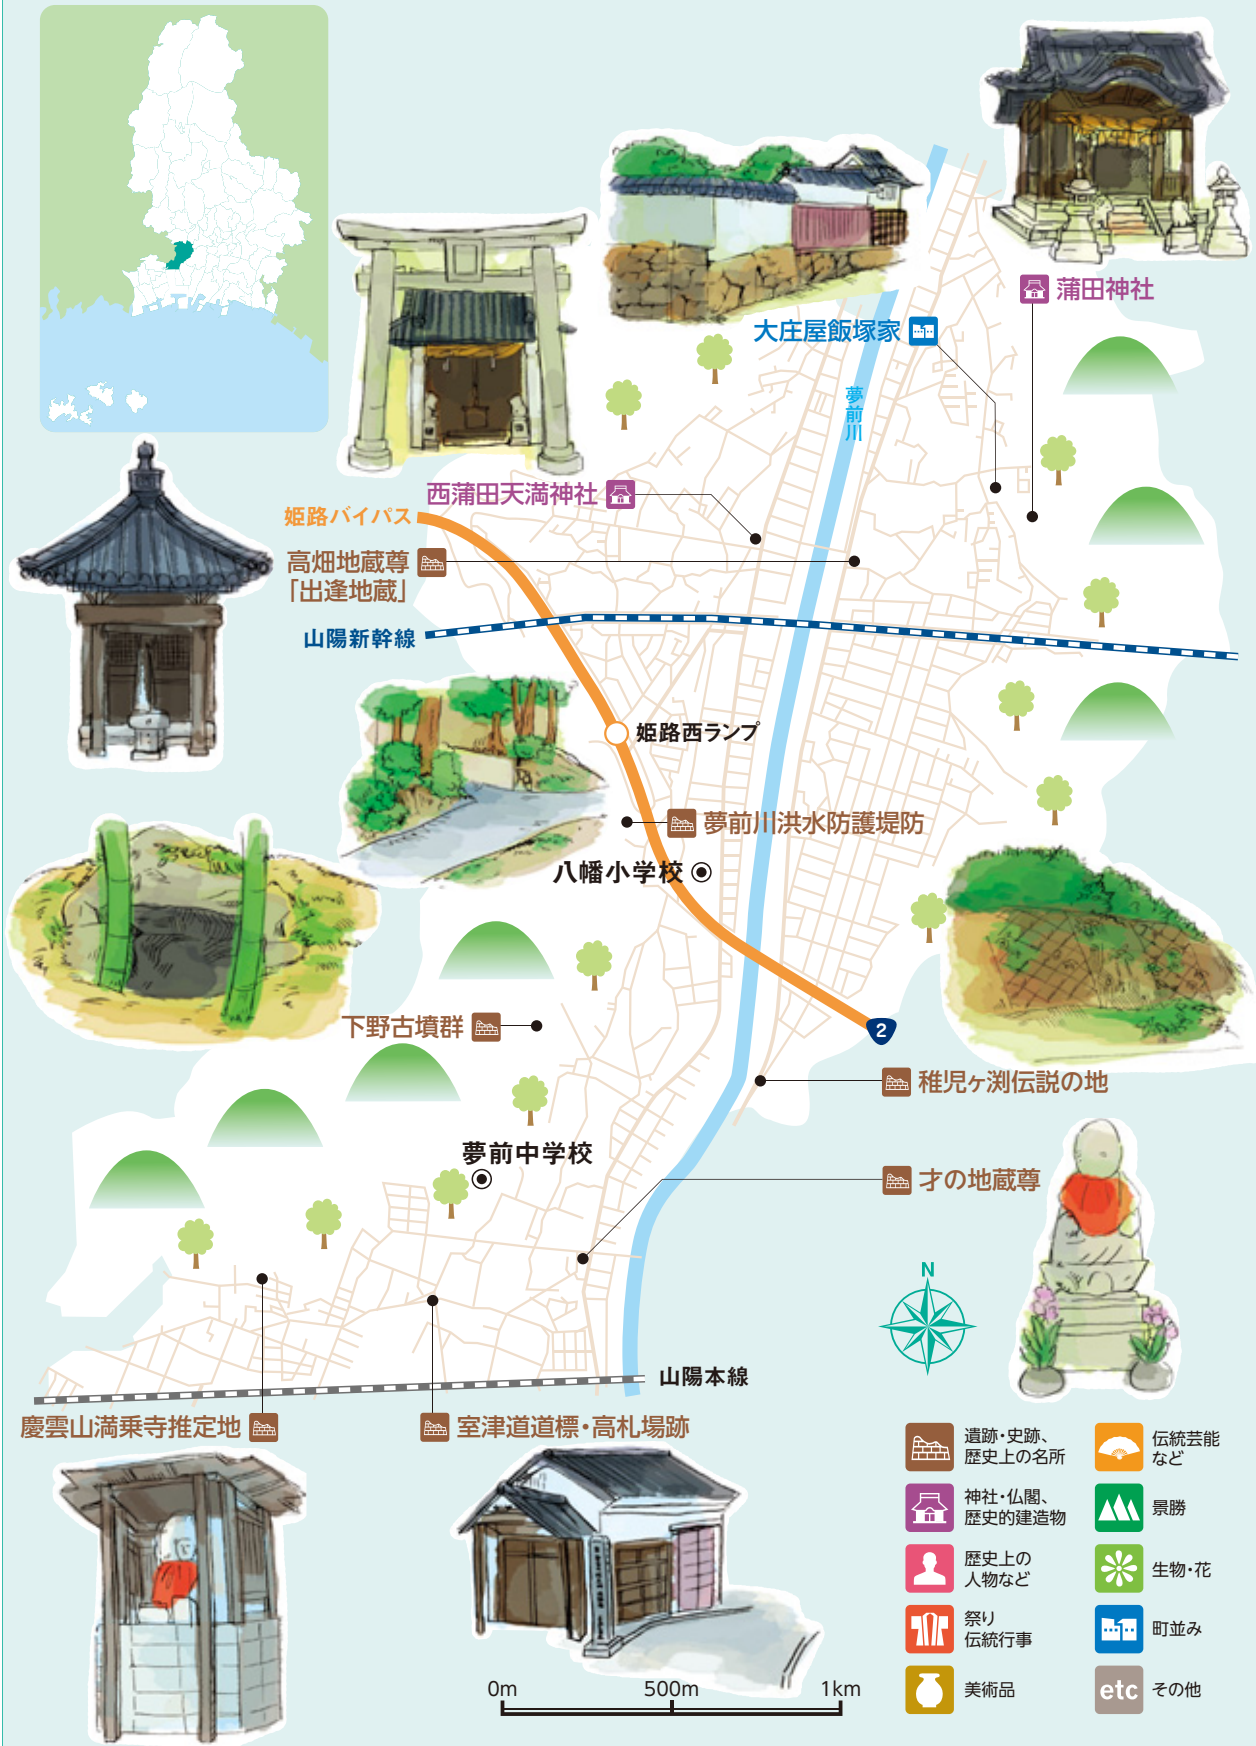 蒲田神社
大庄屋飯塚家
夢前川
西蒲田天満神社
姫路バイパス
高畑地蔵尊
「出逢地蔵」
山陽新幹線
姫路西ランプ
夢前川洪水防護堤防
八幡小学校
下野古墳群
2
稚児ヶ渕伝説の地
夢前中学校
才の地蔵尊
N
山陽本線
慶雲山満乗寺推定地
室津道道標・高札場跡
遺跡・史跡、
歴史上の名所
神社・仏閣、
歴史的建造物
歴史上の
人物など
祭り
伝統行事
美術品
伝統芸能
など
景勝
生物・花
町並み
etc その他
0m 500m 1km